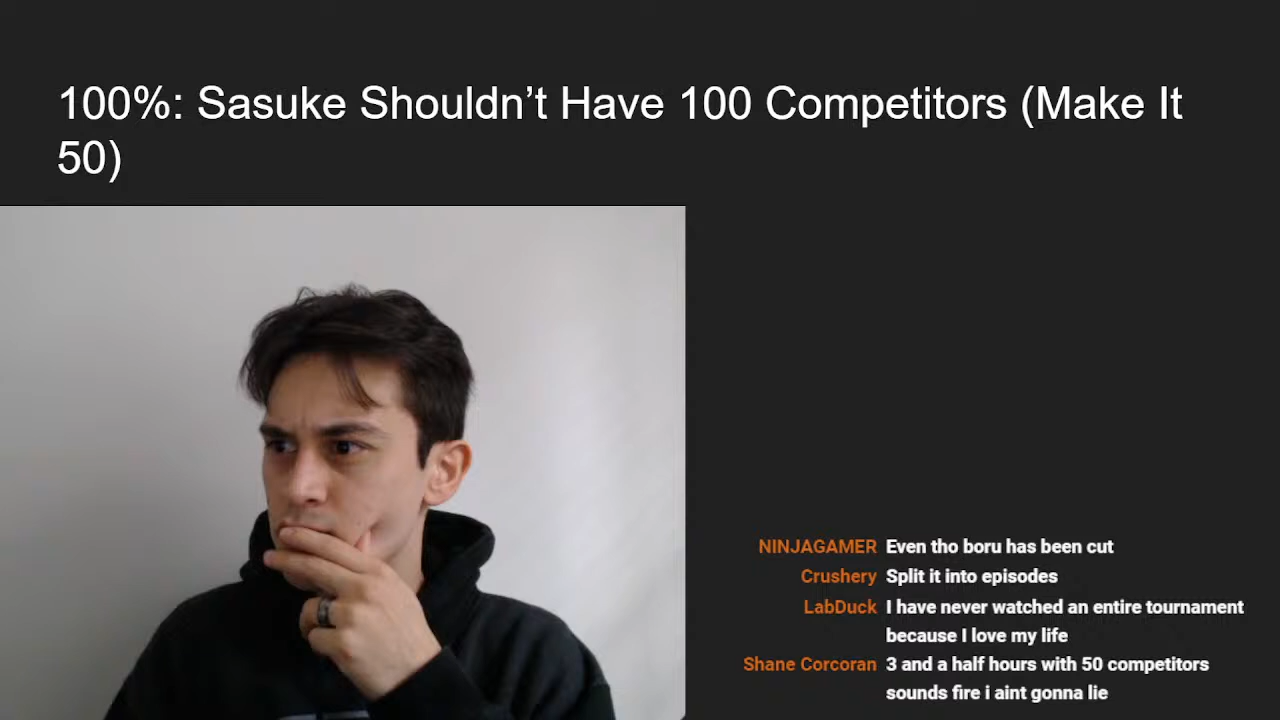 100%: Sasuke Shouldn’t Have 100 Competitors (Make It
50)
NINJAGAMER Even tho boru has been cut
Crushery Split it into episodes
LabDuck I have never watched an entire tournament
because I love my life
Shane Corcoran 3 and a half hours with 50 competitors
sounds fire i aint gonna lie